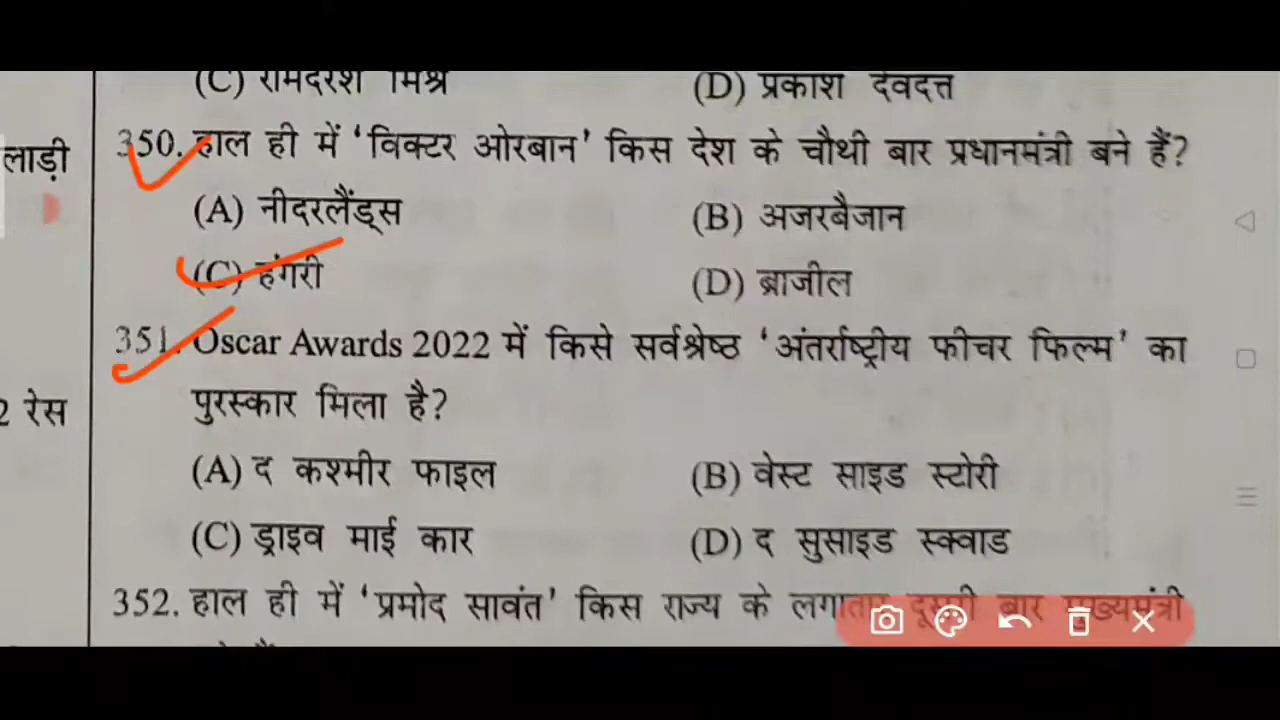 (C) रामदरश मिश्र (D) प्रकाश देवदत्त
लाड़ी
350. हाल ही में ‘विक्टर ओरबान’ किस देश के चौथी बार प्रधानमंत्री बने हैं?
(A) नीदरलैंड्स (B) अजरबैजान
(C) हंगरी (D) ब्राजील
351. Oscar Awards 2022 में किसे सर्वश्रेष्ठ ‘अंतर्राष्ट्रीय फीचर फिल्म’ का
2 रेस
पुरस्कार मिला है?
(A) द कश्मीर फाइल (B) वेस्ट साइड स्टोरी
(C) ड्राइव माई कार (D) द सुसाइड स्क्वाड
352. हाल ही में ‘प्रमोद सावंत’ किस राज्य के लगातार दूसरी बार मुख्यमंत्री